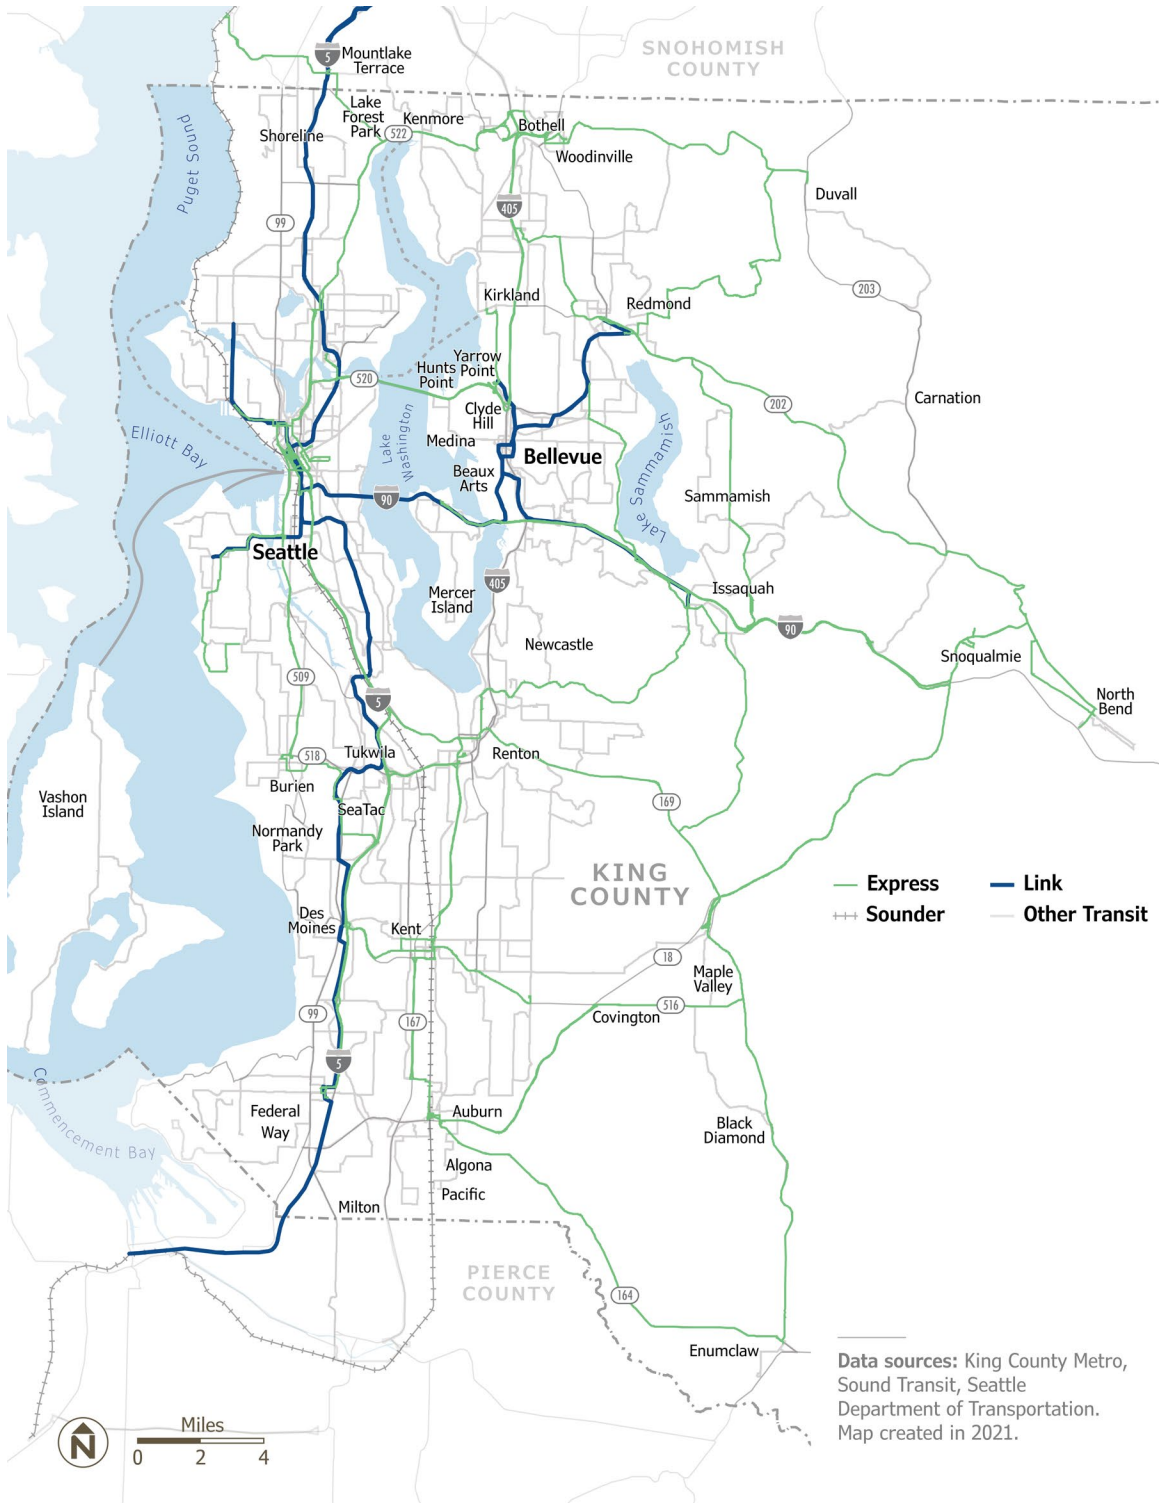 SNOHOMISH
COUNTY
5
Mountlake
Terrace
Puget Sound
Lake
Forest
Park
Kenmore
522
Bothell
Shoreline
Woodinville
Duvall
405
99
203
Kirkland
Redmond
Yarrow
Point
Hunts
Point
520
Clyde
Hill
202
Carnation
Elliott Bay
Lake
Washington
Medina
Bellevue
Beaux
Arts
Lake Sammamish
Sammamish
90
Seattle
405
Mercer
Island
Issaquah
90
Newcastle
Snoqualmie
509
5
North
Bend
518
Tukwila
Renton
Burien
Vashon
Island
SeaTac
169
Normandy
Park
KING
COUNTY
Express
Link
Sounder
Other Transit
Des
Moines
Kent
18
Maple
Valley
99
167
516
Covington
5
Commencement Bay
Federal
Way
Auburn
Black
Diamond
Algona
Pacific
Milton
PIERCE
COUNTY
164
Enumclaw
Data sources: King County Metro,
Sound Transit, Seattle
Department of Transportation.
Map created in 2021.
N
Miles
0 2 4